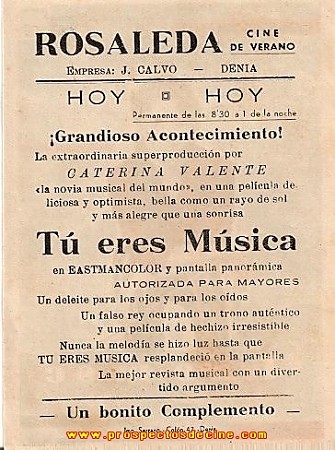 ROSALEDA CINE DE VERANO
EMPRESA: J. CALVO — DENIA
HOY HOY
Permanente de las 8'30 a 1 de la noche
¡Grandioso Acontecimiento!
La extraordinaria superproducción por
CATERINA VALENTE
«la novia musical del mundo», en una película de-
liciosa y optimista, bella como un rayo de sol
y más alegre que una sonrisa
Tú eres Música
en EASTMANCOLOR y pantalla panorámica
AUTORIZADA PARA MAYORES
Un deleite para los ojos y para los oídos
Un falso rey ocupando un trono auténtico
y una película de hechizo irresistible
Nunca la melodía se hizo luz hasta que
TU ERES MUSICA resplandeció en la pantalla
La mejor revista musical con un diver-
tido argumento
— Un bonito Complemento —
Imp. Serrano - Colón, 43 - Denia
www.prospectosdecine.com